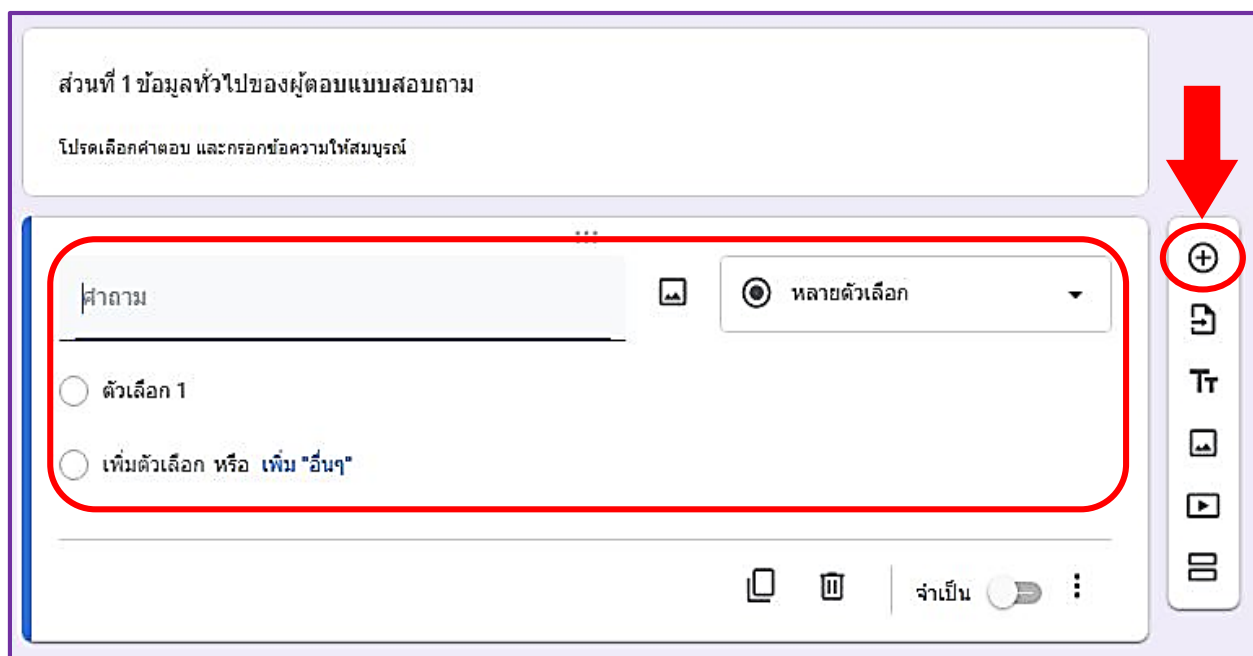 ส่วนที่ 1 ข้อมูลทั่วไปของผู้ตอบแบบสอบถาม
โปรดเลือกคำตอบ และกรอกข้อความให้สมบูรณ์
คำถาม
หลายตัวเลือก
ตัวเลือก 1
เพิ่มตัวเลือก หรือ เพิ่ม "อื่นๆ"
จำเป็น
Tт